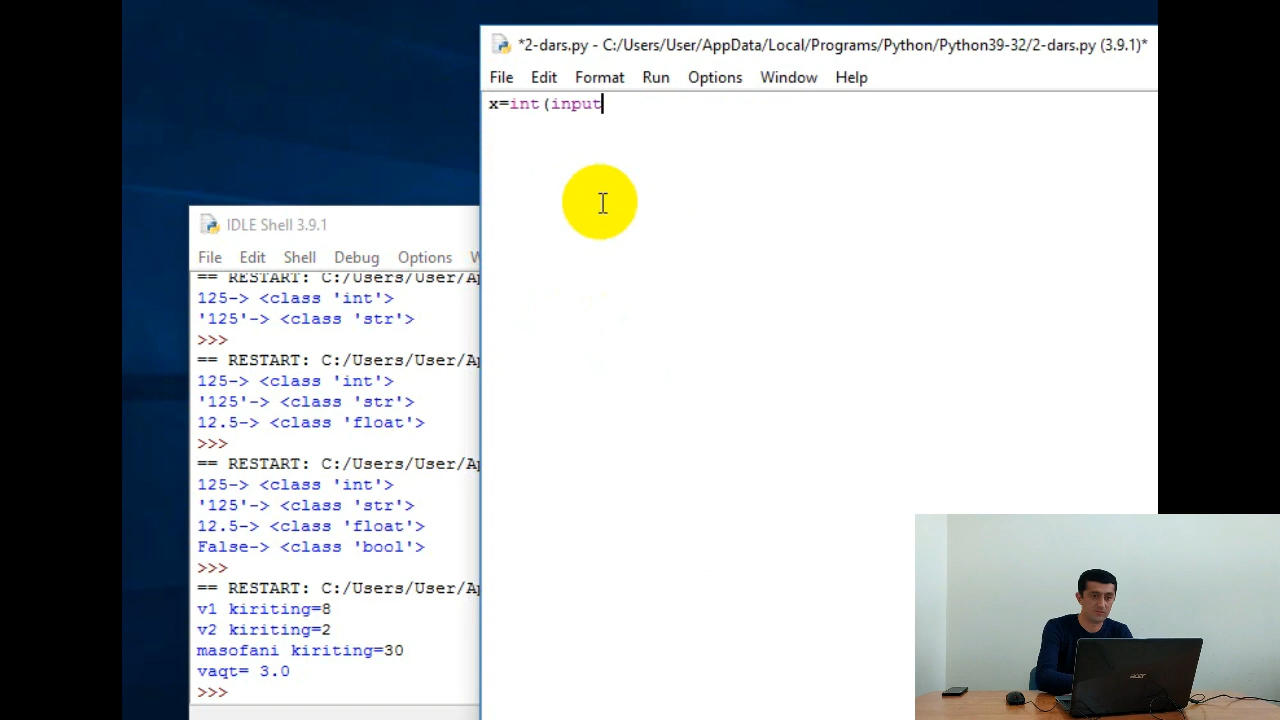 *2-dars.py - C:/Users/User/AppData/Local/Programs/Python/Python39-32/2-dars.py (3.9.1)*
File Edit Format Run Options Window Help
x=int(input
IDLE Shell 3.9.1
File Edit Shell Debug Options W
== RESTART: C:/Users/User/Ap
125-> <class 'int'>
'125'-> <class 'str'>
>>>
== RESTART: C:/Users/User/Ap
125-> <class 'int'>
'125'-> <class 'str'>
12.5-> <class 'float'>
>>>
== RESTART: C:/Users/User/Ap
125-> <class 'int'>
'125'-> <class 'str'>
12.5-> <class 'float'>
False-> <class 'bool'>
>>>
== RESTART: C:/Users/User/Ap
v1 kiriting=8
v2 kiriting=2
masofani kiriting=30
vaqt= 3.0
>>>
acer